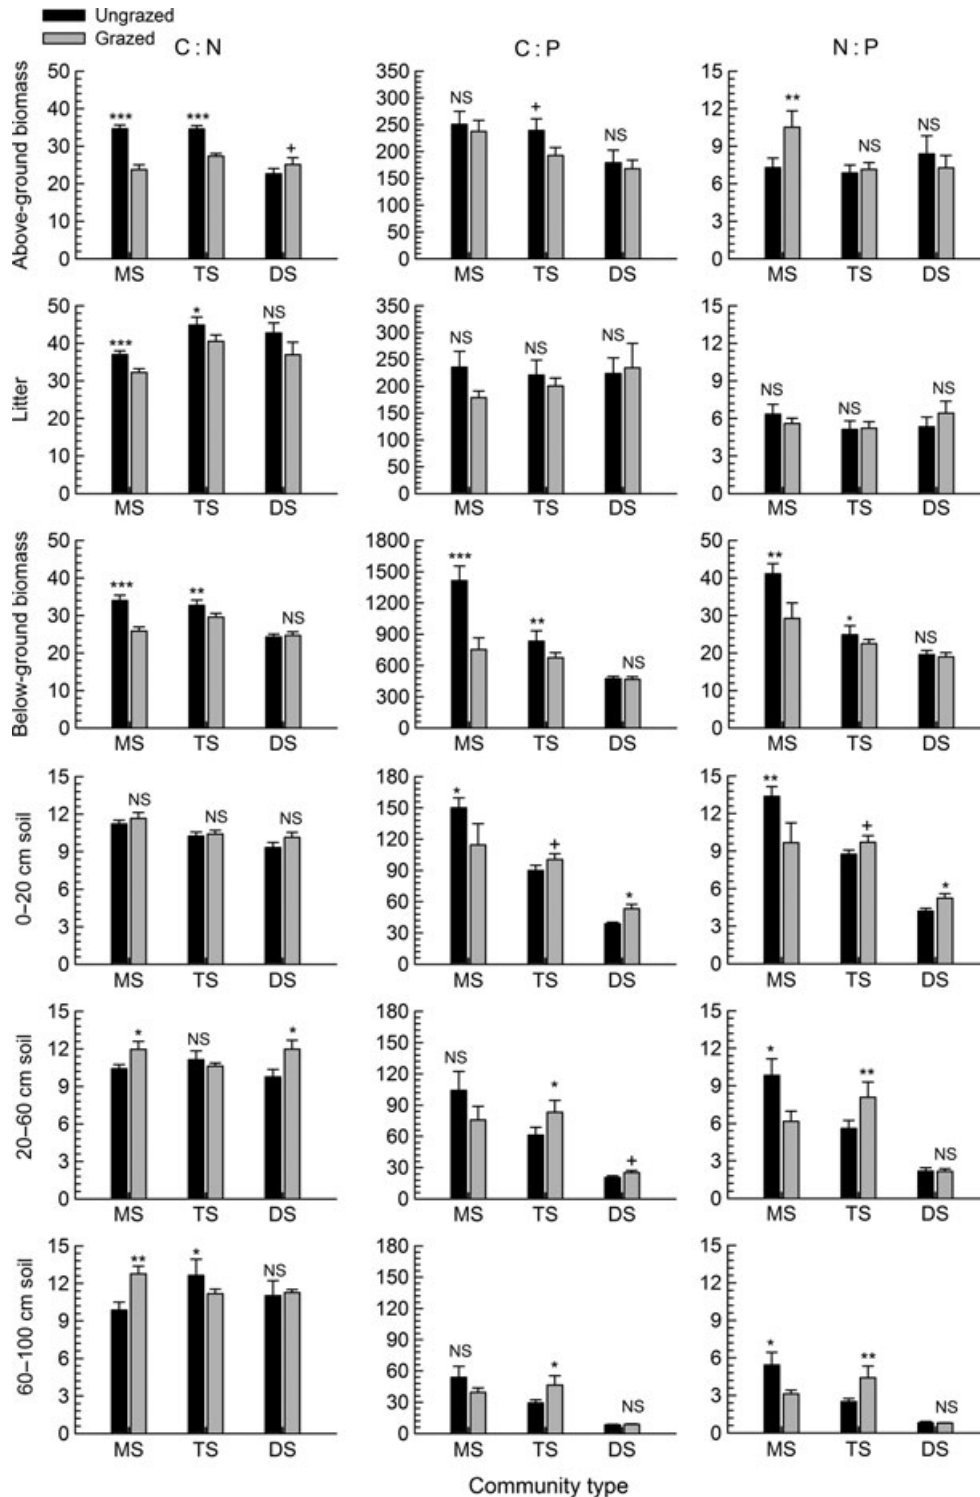 Ungrazed
Grazed
C : N
C : P
N : P
Above-ground biomass
50
40
30
20
10
0
***
***
+
MS TS DS
350
300
250
200
150
100
50
0
NS
+
NS
MS TS DS
15
12
9
6
3
0
**
NS
NS
MS TS DS
Litter
50
40
30
20
10
0
***
*
NS
MS TS DS
350
300
250
200
150
100
50
0
NS
NS
NS
MS TS DS
15
12
9
6
3
0
NS
NS
NS
MS TS DS
Below-ground biomass
50
40
30
20
10
0
***
**
NS
MS TS DS
1800
1500
1200
900
600
300
0
***
**
NS
MS TS DS
50
40
30
20
10
0
**
*
NS
MS TS DS
0–20 cm soil
15
12
9
6
3
0
NS
NS
NS
MS TS DS
180
150
120
90
60
30
0
*
+
*
MS TS DS
15
12
9
6
3
0
**
+
*
MS TS DS
20–60 cm soil
15
12
9
6
3
0
*
NS
*
MS TS DS
180
150
120
90
60
30
0
NS
*
+
MS TS DS
15
12
9
6
3
0
*
**
NS
MS TS DS
60–100 cm soil
15
12
9
6
3
0
**
*
NS
MS TS DS
180
150
120
90
60
30
0
NS
*
NS
MS TS DS
15
12
9
6
3
0
*
**
NS
MS TS DS
Community type